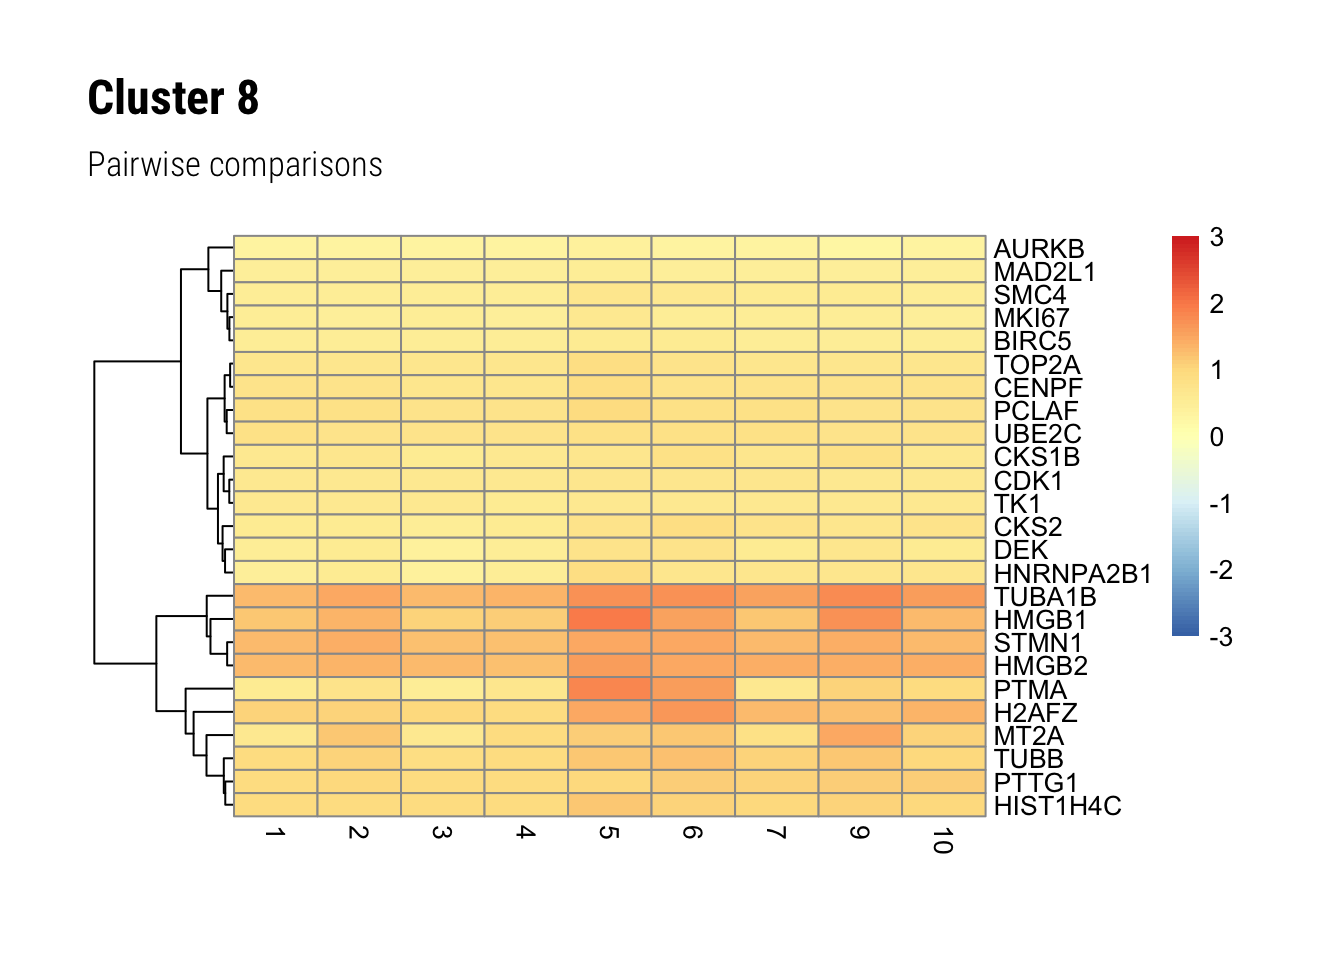 Cluster 8
Pairwise comparisons
AURKB
MAD2L1
SMC4
MKI67
BIRC5
TOP2A
CENPF
PCLAF
UBE2C
CKS1B
CDK1
TK1
CKS2
DEK
HNRNPA2B1
TUBA1B
HMGB1
STMN1
HMGB2
PTMA
H2AFZ
MT2A
TUBB
PTTG1
HIST1H4C
1 2 3 4 5 6 7 9 10
3
2
1
0
-1
-2
-3